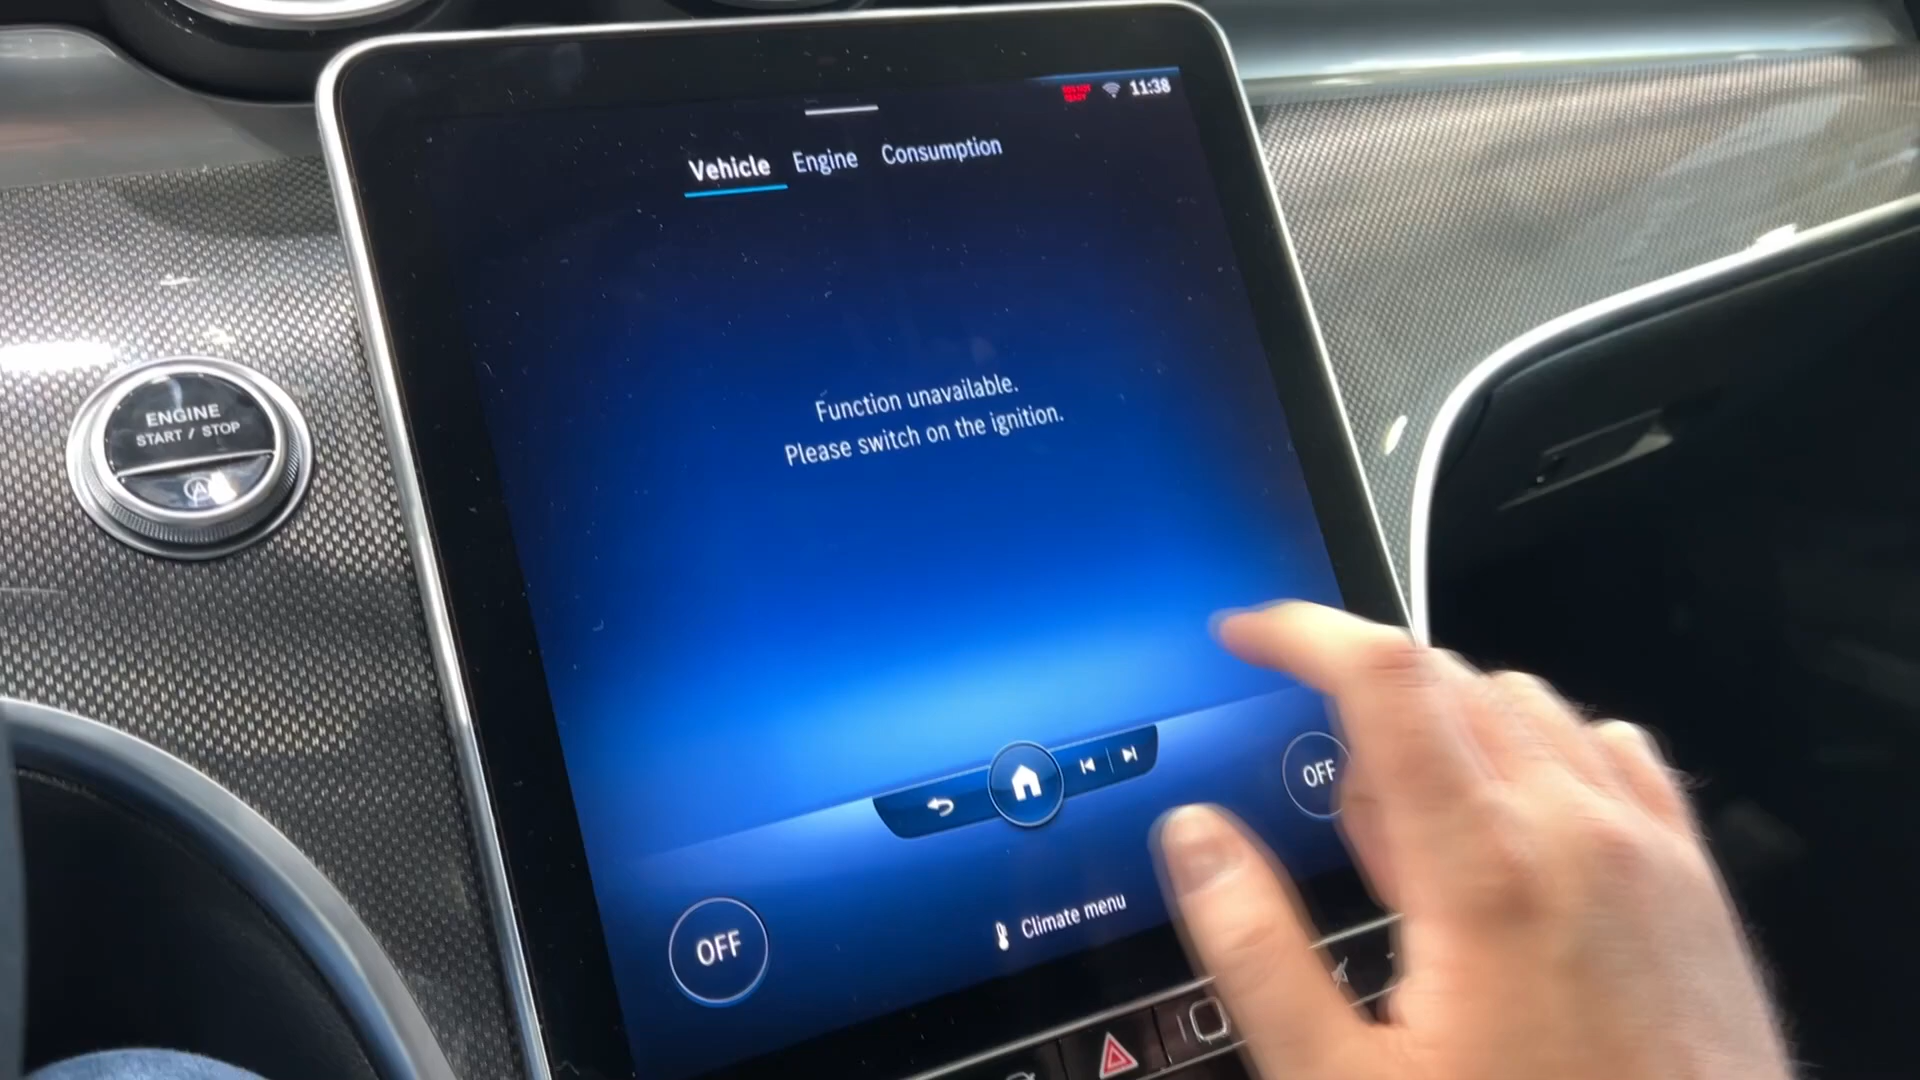 11:38
Vehicle Engine Consumption
Function unavailable.
Please switch on the ignition.
ENGINE
START / STOP
A
OFF
OFF
Climate menu